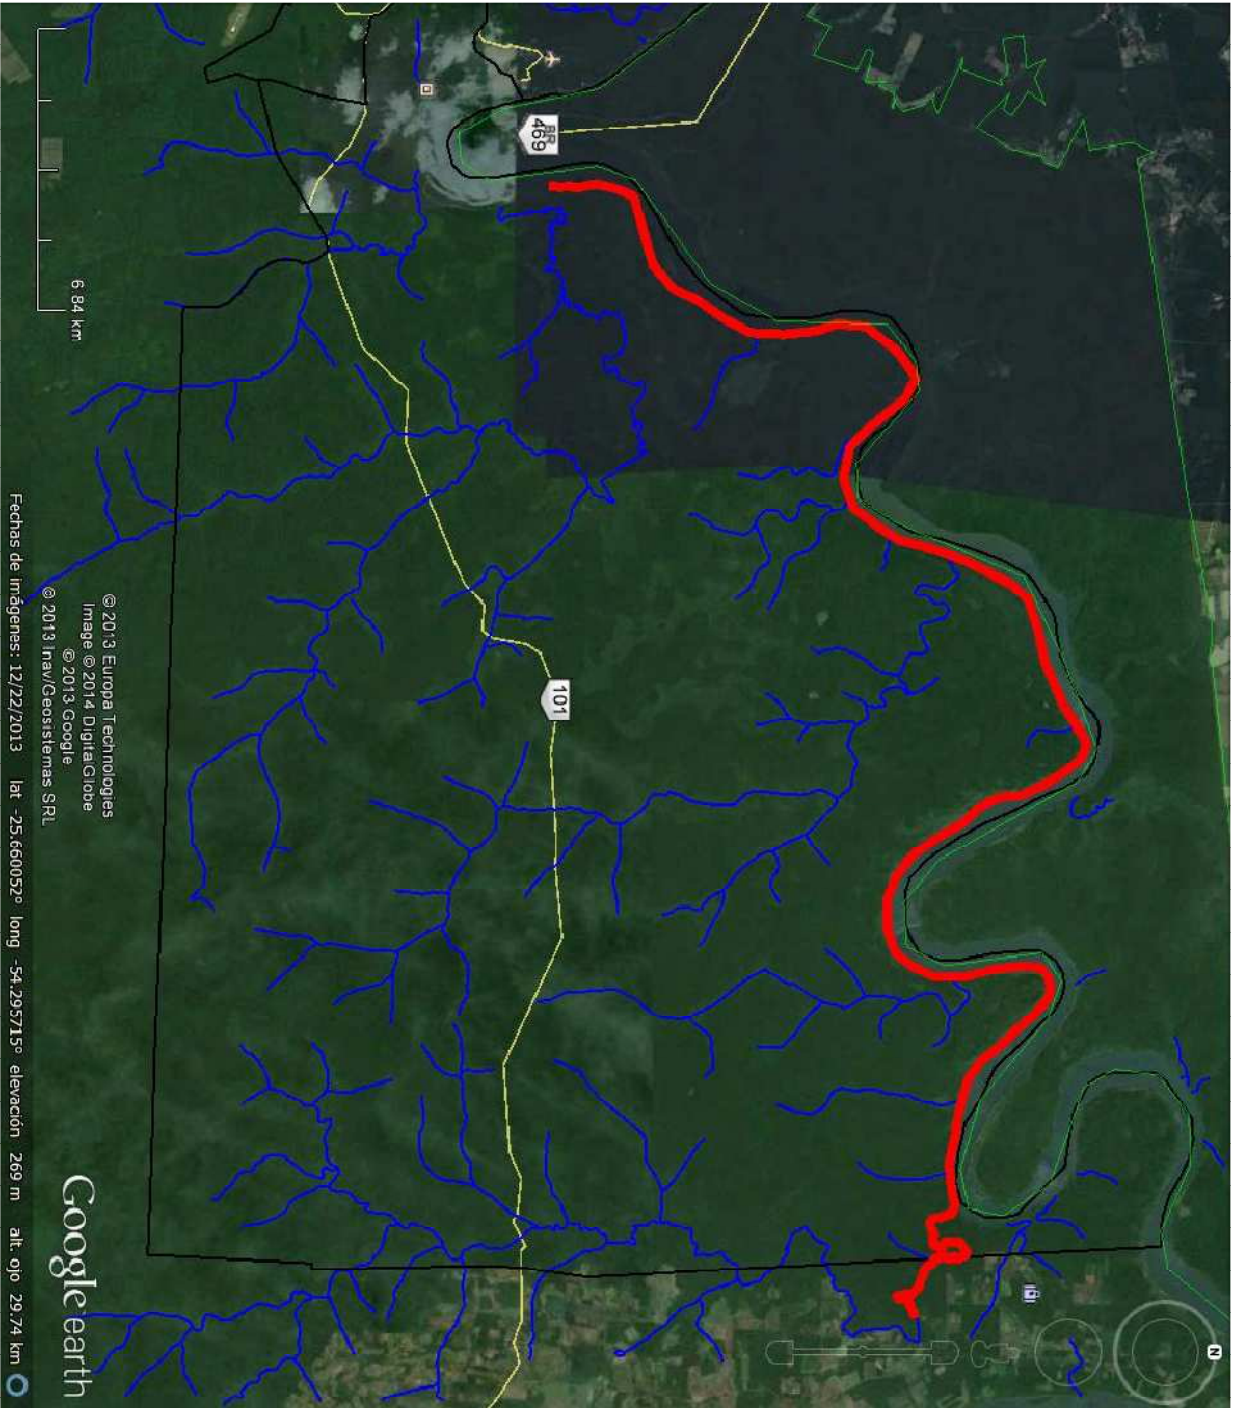 BR
469
101
6.84 km
© 2013 Europa Technologies
Image © 2014 DigitalGlobe
© 2013 Google
© 2013 Inav/Geosistemas SRL
Google earth
Fechas de imágenes: 12/22/2013 lat -25.660052° long -54.295715° elevación 269 m alt. ojo 29.74 km
N